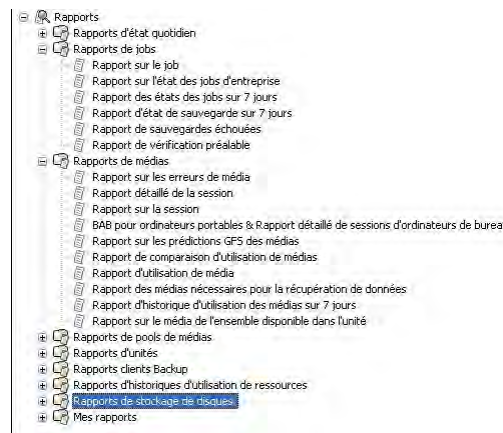 Rapports
Rapports d'état quotidien
Rapports de jobs
Rapport sur le job
Rapport sur l'état des jobs d'entreprise
Rapport des états des jobs sur 7 jours
Rapport d'état de sauvegarde sur 7 jours
Rapport de sauvegardes échouées
Rapport de vérification préalable
Rapports de médias
Rapport sur les erreurs de média
Rapport détaillé de la session
Rapport sur la session
BAB pour ordinateurs portables & Rapport détaillé de sessions d'ordinateurs de burea
Rapport sur les prédictions GFS des médias
Rapport de comparaison d'utilisation de médias
Rapport d'utilisation de média
Rapport des médias nécessaires pour la récupération de données
Rapport d'historique d'utilisation des médias sur 7 jours
Rapport sur le média de l'ensemble disponible dans l'unité
Rapports de pools de médias
Rapports d'unités
Rapports clients Backup
Rapports d'historiques d'utilisation de ressources
Rapports de stockage de disques
Mes rapports